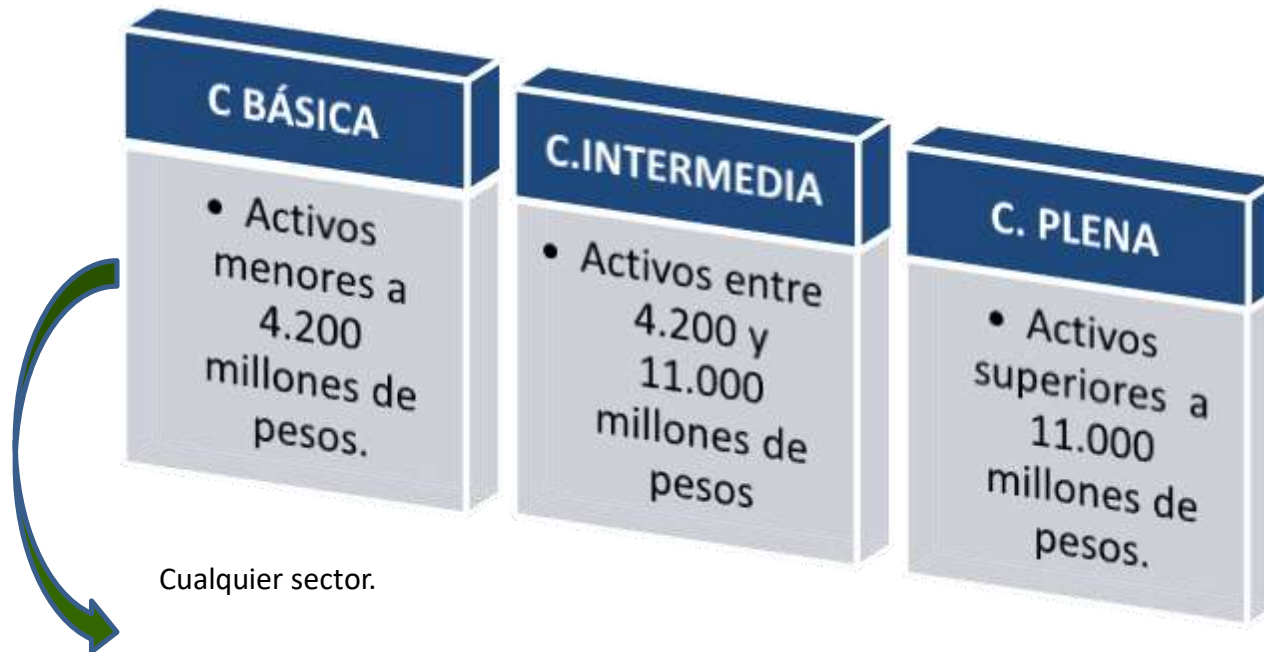 C BÁSICA
• Activos
menores a
4.200
millones de
pesos.
C.INTERMEDIA
• Activos entre
4.200 y
11.000
millones de
pesos
C. PLENA
• Activos
superiores a
11.000
millones de
pesos.
Cualquier sector.